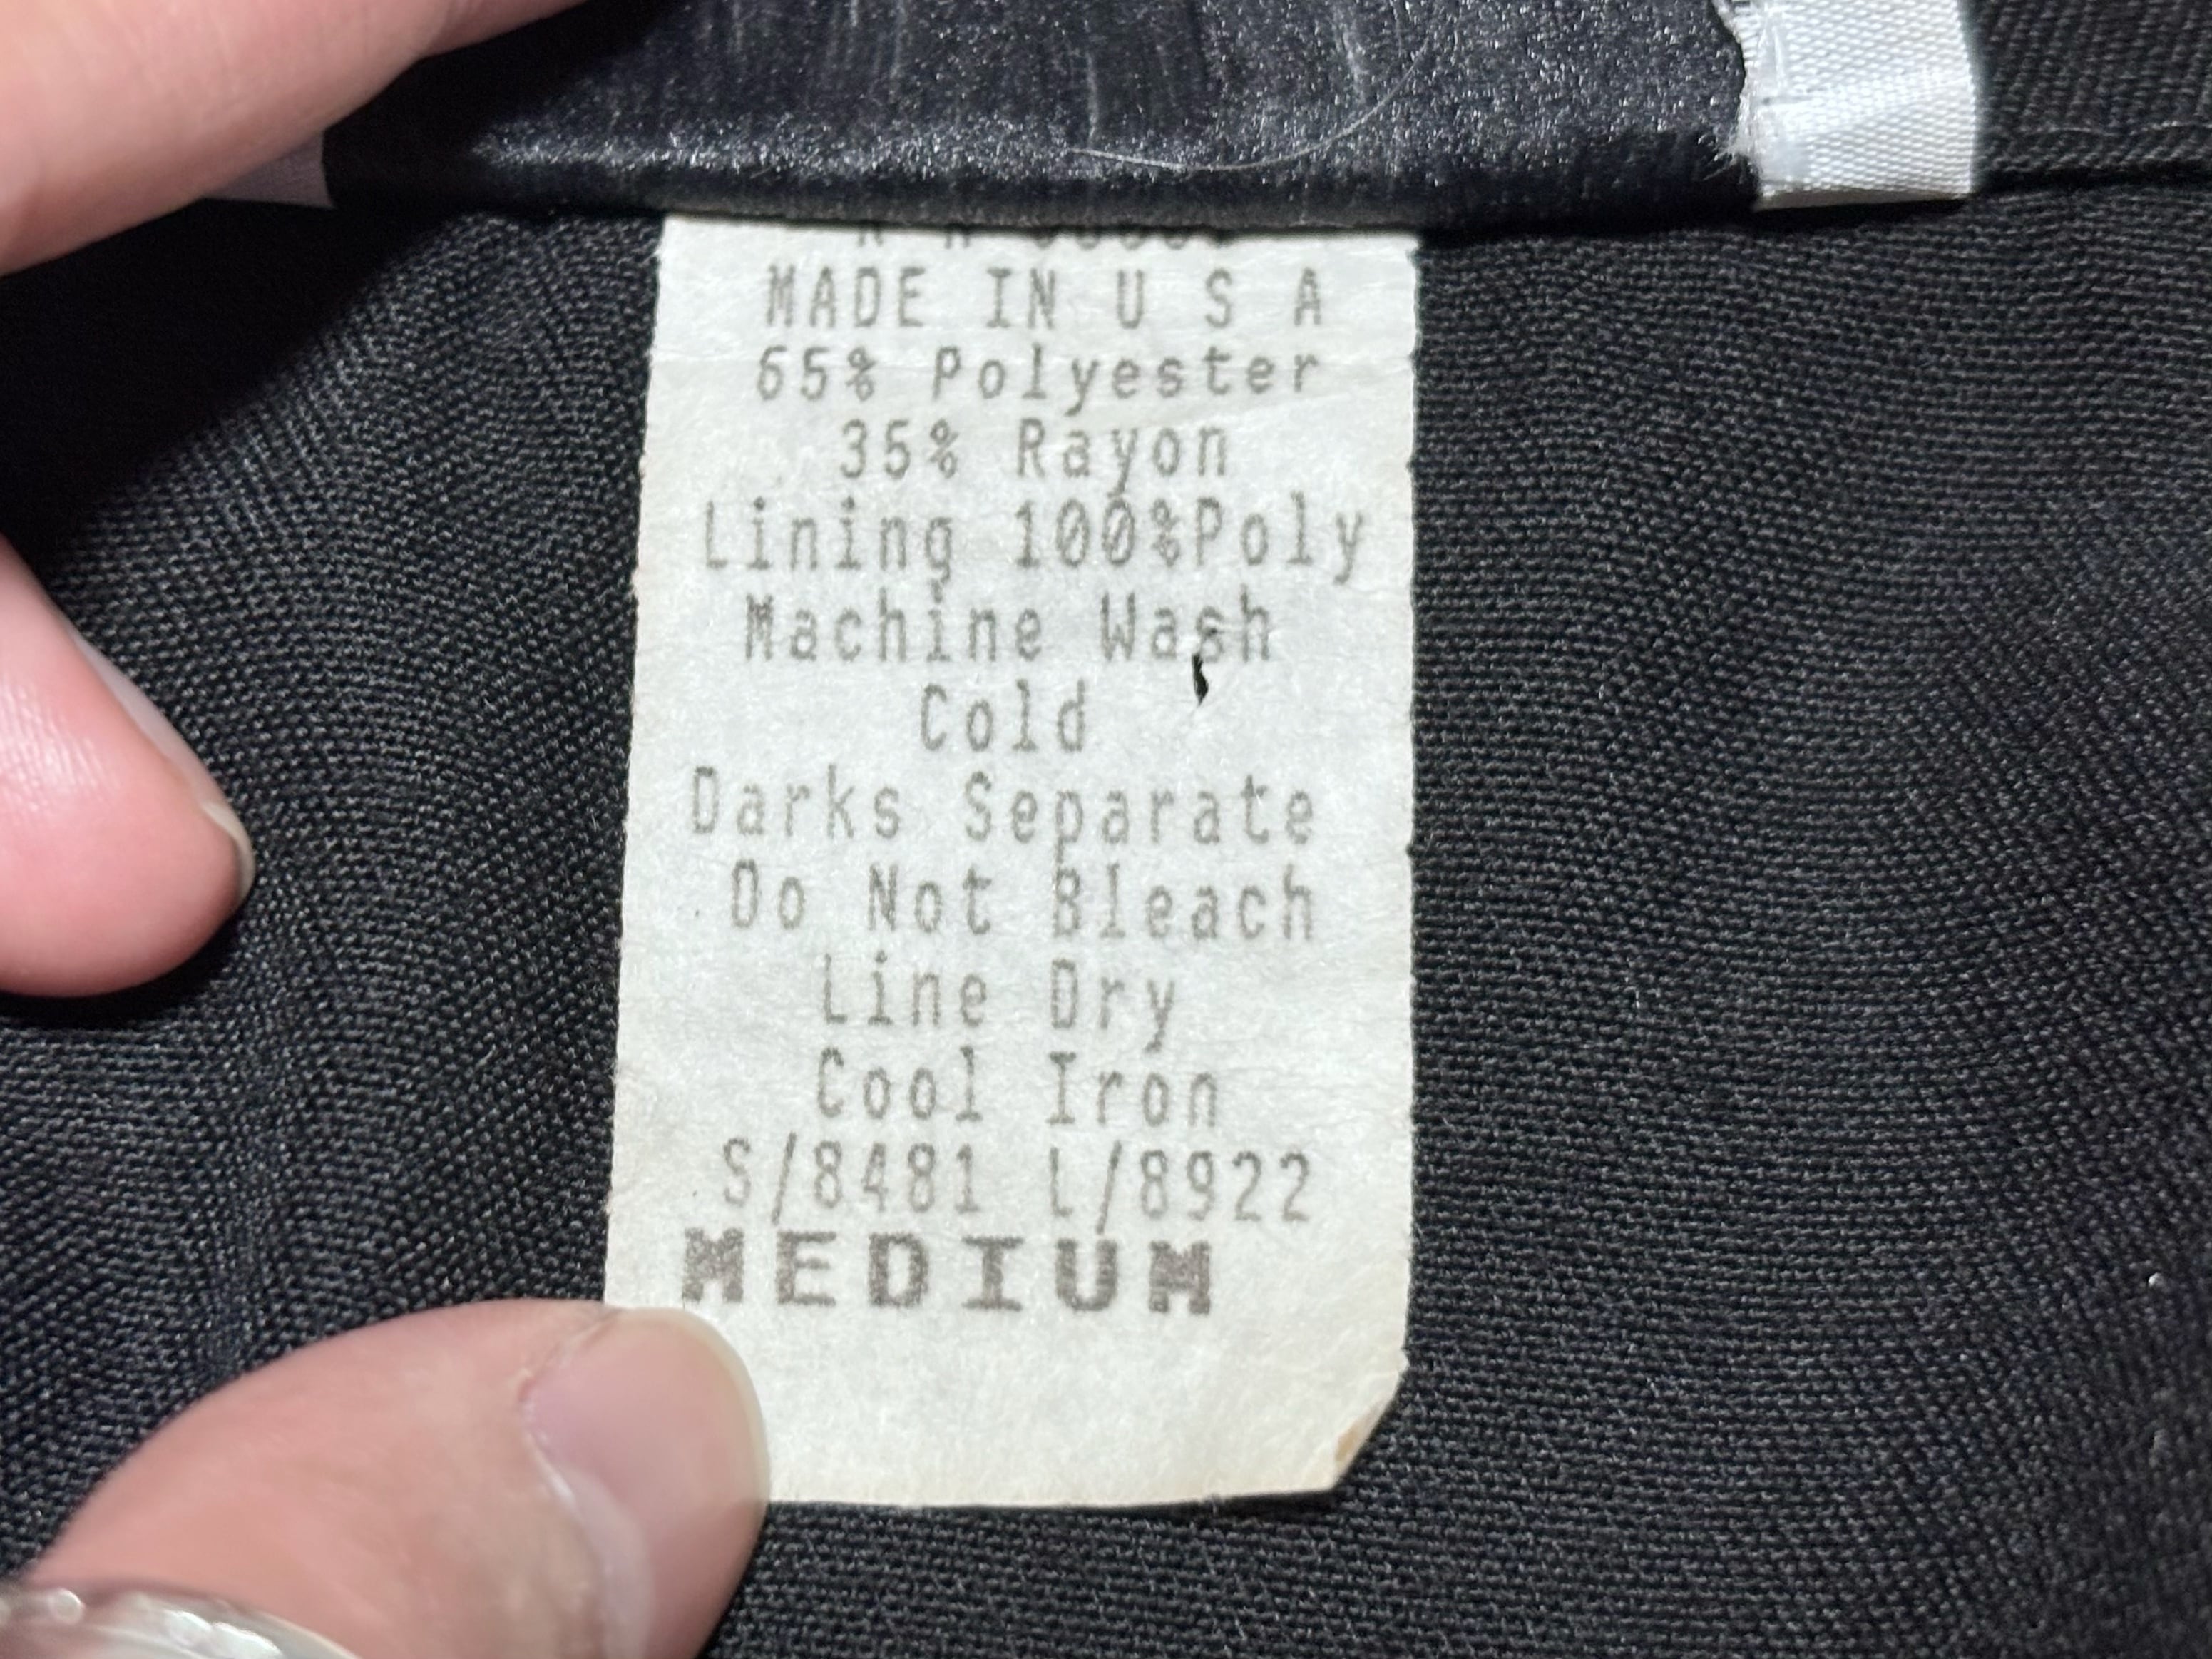 MADE IN U S A
65% Polyester
35% Rayon
Lining 100%Poly
Machine Wash
Cold
Darks Separate
Do Not Bleach
Line Dry
Cool Iron
S/8481 L/8922
MEDIUM